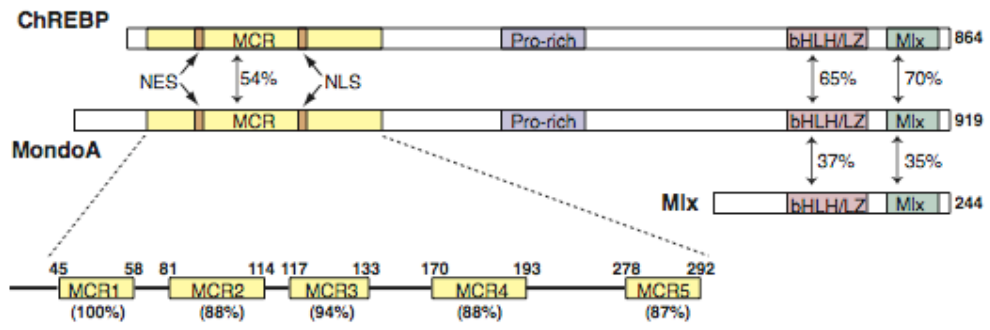 ChREBP
MCR Pro-rich bHLH/LZ Mlx 864
NES 54% NLS 65% 70%
MCR Pro-rich bHLH/LZ Mlx 919
MondoA
37% 35%
Mlx bHLH/LZ Mlx 244
45 58 81 114 117 133 170 193 278 292
MCR1 MCR2 MCR3 MCR4 MCR5
(100%) (88%) (94%) (88%) (87%)